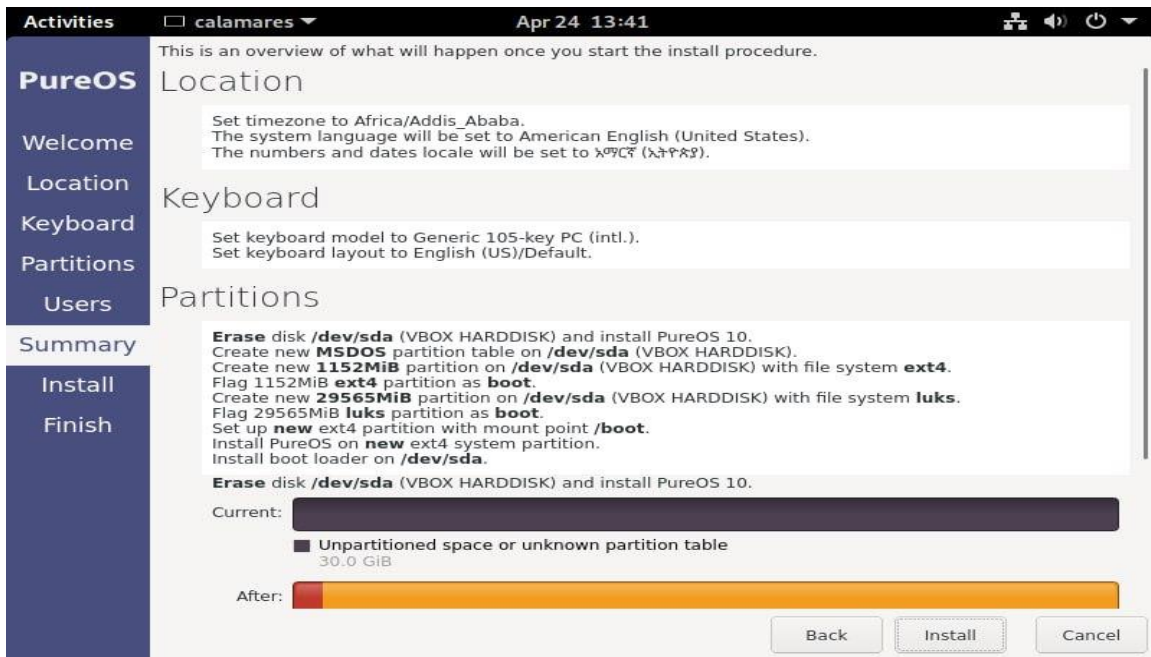 Activities
calamares
Apr 24 13:41
This is an overview of what will happen once you start the install procedure.
PureOS
Welcome
Location
Keyboard
Partitions
Users
Summary
Install
Finish
Location
Set timezone to Africa/Addis_Ababa.
The system language will be set to American English (United States).
The numbers and dates locale will be set to አማርኛ (ኢትዮጵያ).
Keyboard
Set keyboard model to Generic 105-key PC (intl.).
Set keyboard layout to English (US)/Default.
Partitions
Erase disk /dev/sda (VBOX HARDDISK) and install PureOS 10.
Create new MSDOS partition table on /dev/sda (VBOX HARDDISK).
Create new 1152MiB partition on /dev/sda (VBOX HARDDISK) with file system ext4.
Flag 1152MiB ext4 partition as boot.
Create new 29565MiB partition on /dev/sda (VBOX HARDDISK) with file system luks.
Flag 29565MiB luks partition as boot.
Set up new ext4 partition with mount point /boot.
Install PureOS on new ext4 system partition.
Install boot loader on /dev/sda.
Erase disk /dev/sda (VBOX HARDDISK) and install PureOS 10.
Current:
Unpartitioned space or unknown partition table
30.0 GiB
After:
Back
Install
Cancel